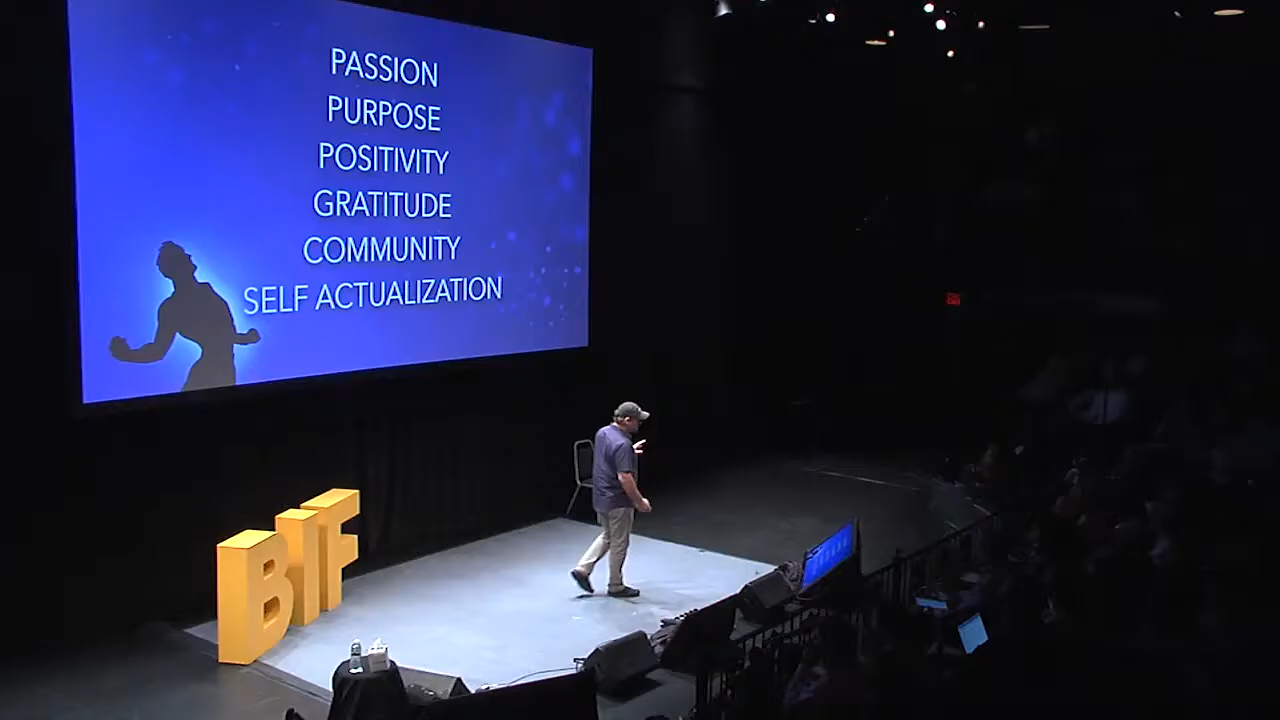 PASSION
PURPOSE
POSITIVITY
GRATITUDE
COMMUNITY
SELF ACTUALIZATION
BIF